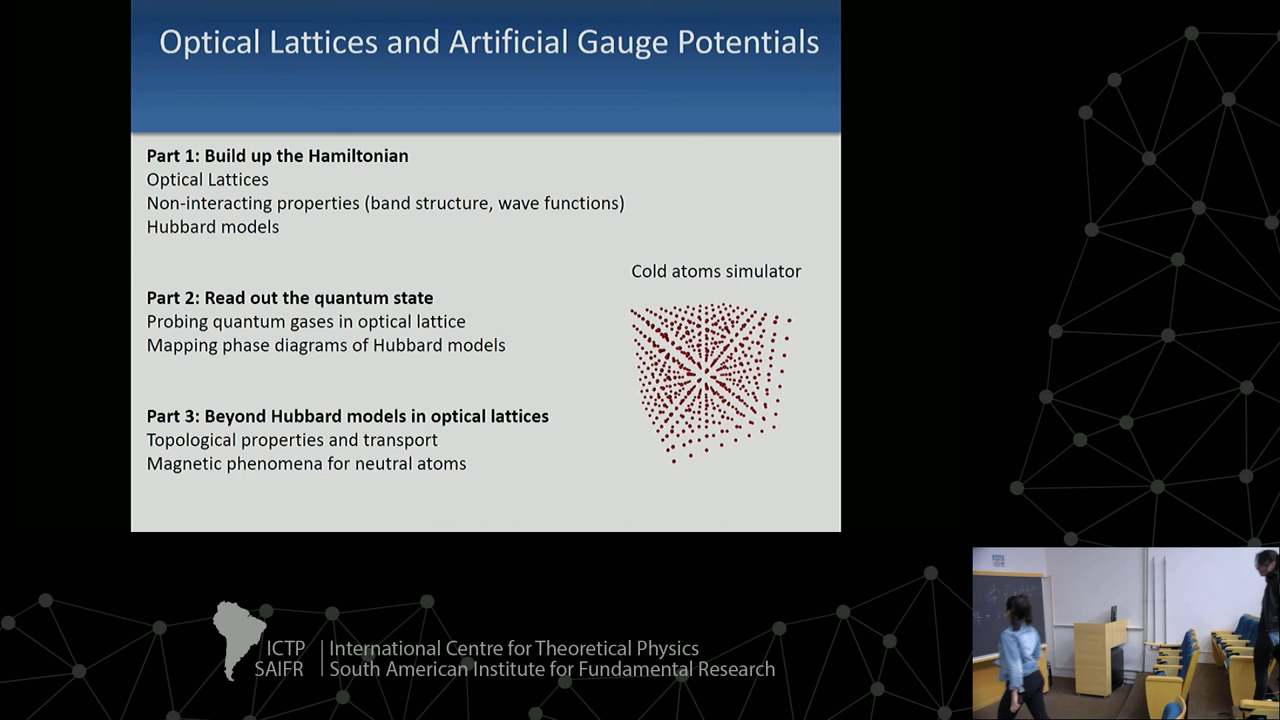 Optical Lattices and Artificial Gauge Potentials
Part 1: Build up the Hamiltonian
Optical Lattices
Non-interacting properties (band structure, wave functions)
Hubbard models
Cold atoms simulator
Part 2: Read out the quantum state
Probing quantum gases in optical lattice
Mapping phase diagrams of Hubbard models
Part 3: Beyond Hubbard models in optical lattices
Topological properties and transport
Magnetic phenomena for neutral atoms
ICTP | International Centre for Theoretical Physics
SAIFR | South American Institute for Fundamental Research